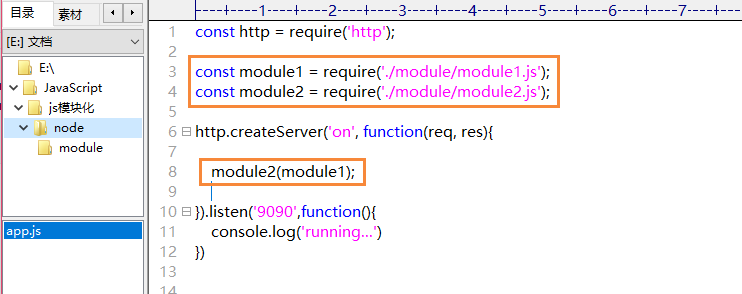 目录 素材
[E:] 文档
E:\
JavaScript
js模块化
node
module
app.js
----+----1----+----2----+----3----+----4----+----5----+----6----+----7--
1 const http = require('http');
2
3 const module1 = require('./module/module1.js');
4 const module2 = require('./module/module2.js');
5
6 http.createServer('on', function(req, res){
7
8 module2(module1);
9
10 }).listen('9090',function(){
11 console.log('running...')
12 })
13
14